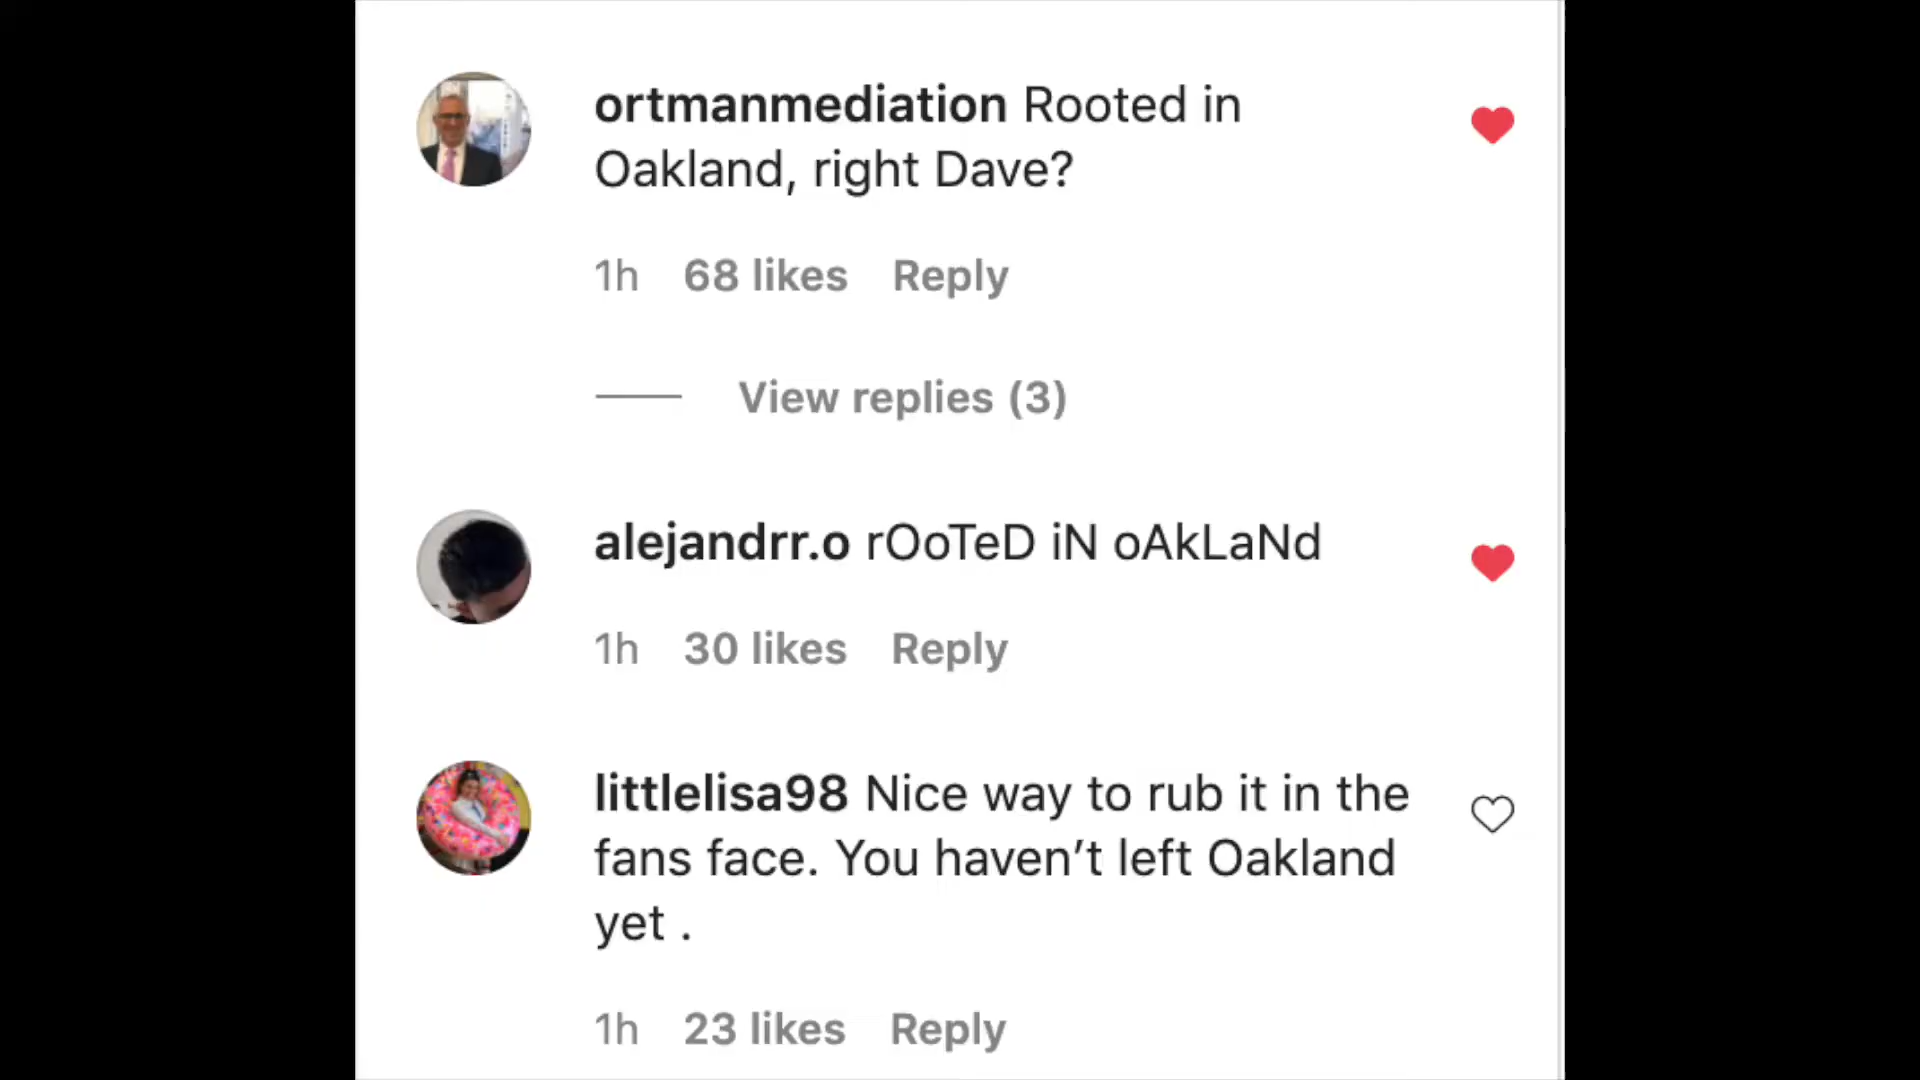 ortmanmediation Rooted in
Oakland, right Dave?
1h 68 likes Reply
View replies (3)
alejandrr.o rOoTeD iN oAkLaNd
1h 30 likes Reply
littlelisa98 Nice way to rub it in the
fans face. You haven’t left Oakland
yet .
1h 23 likes Reply